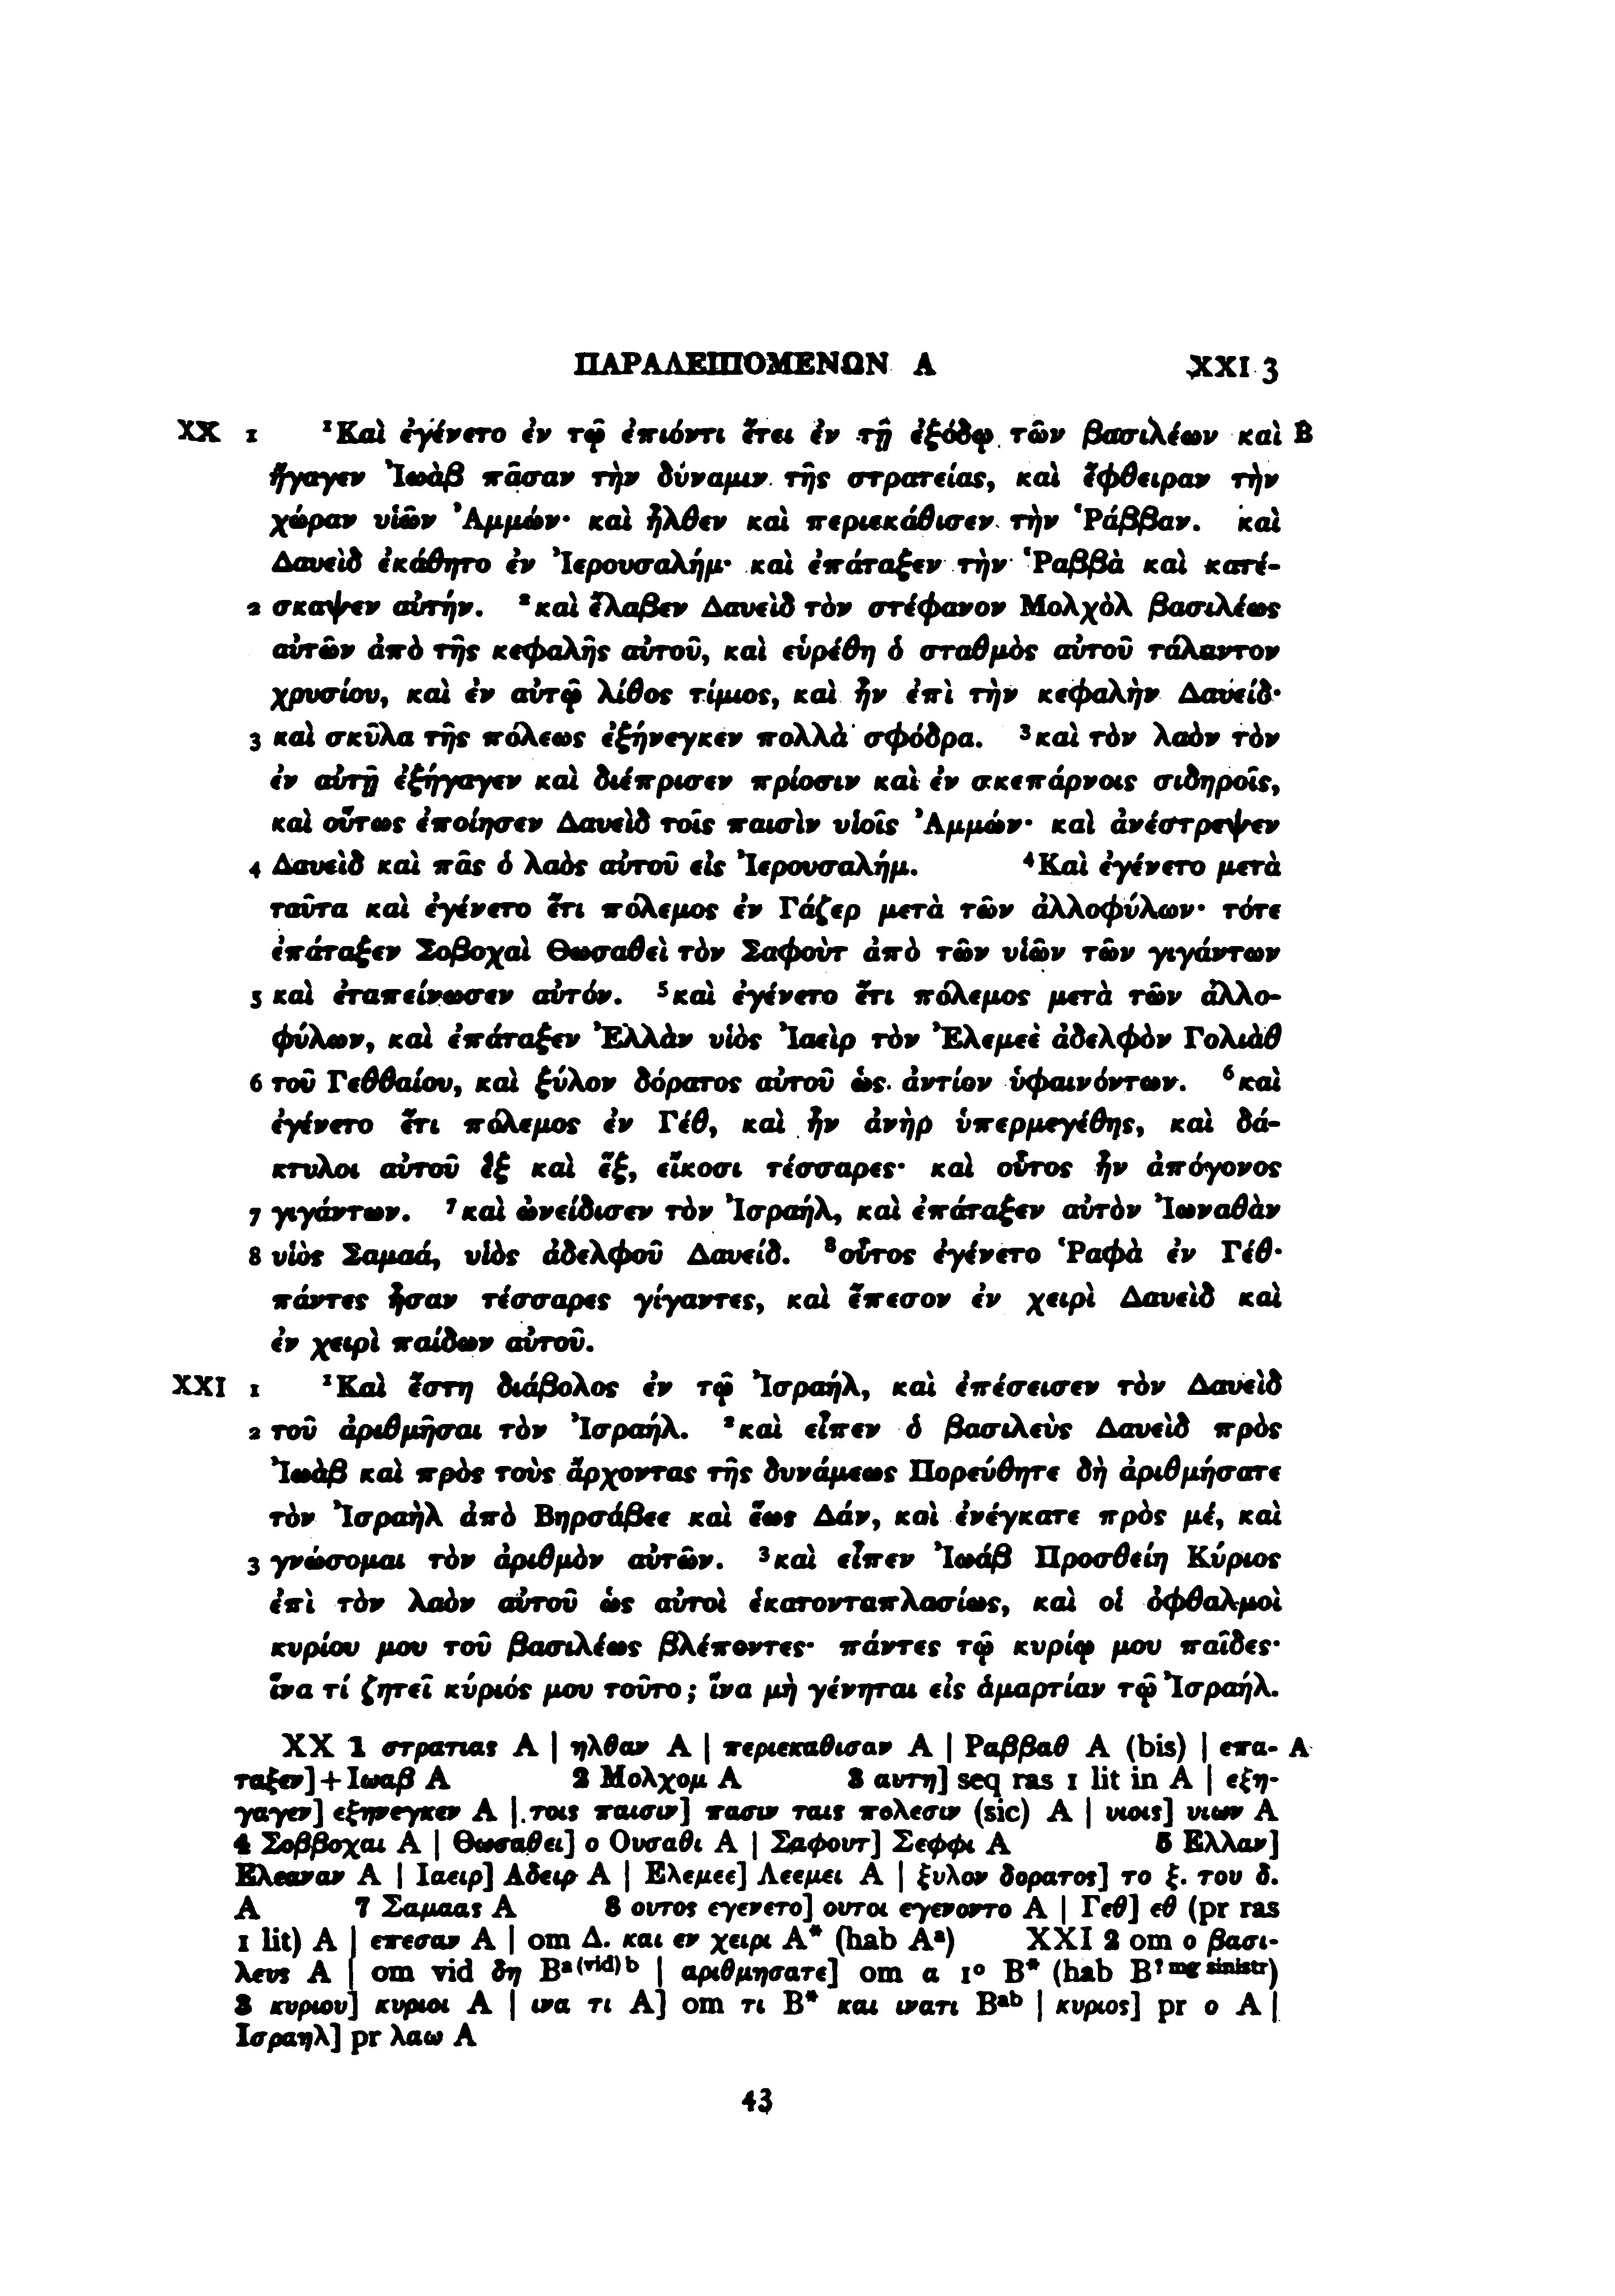 ΠΑΡΑΛΕΙΠΟΜΕΝΩΝ Α XXI 3
XX 1 ¹Καὶ ἐγένετο ἐν τῷ ἐπιόντι ἔτει ἐν τῇ ἐξόδῳ τῶν βασιλέων καὶ B
ἤγαγεν Ἰωὰβ πᾶσαν τὴν δύναμιν τῆς στρατείας, καὶ ἔφθειραν τὴν
χώραν υἱῶν Ἀμμών· καὶ ἦλθεν καὶ περιεκάθισεν τὴν Ῥάββαν. καὶ
Δαυεὶδ ἐκάθητο ἐν Ἰερουσαλήμ· καὶ ἐπάταξεν τὴν Ῥαββὰ καὶ κατέ-
2 σκαψεν αὐτήν. ²καὶ ἔλαβεν Δαυεὶδ τὸν στέφανον Μολχὸλ βασιλέως
αὐτῶν ἀπὸ τῆς κεφαλῆς αὐτοῦ, καὶ εὑρέθη ὁ σταθμὸς αὐτοῦ τάλαντον
χρυσίου, καὶ ἐν αὐτῷ λίθος τίμιος, καὶ ἦν ἐπὶ τὴν κεφαλὴν Δαυείδ·
3 καὶ σκῦλα τῆς πόλεως ἐξήνεγκεν πολλὰ σφόδρα. ³καὶ τὸν λαὸν τὸν
ἐν αὐτῇ ἐξήγαγεν καὶ διέπρισεν πρίοσιν καὶ ἐν σκεπάρνοις σιδηροῖς,
καὶ οὕτως ἐποίησεν Δαυεὶδ τοῖς παισὶν υἱοῖς Ἀμμών· καὶ ἀνέστρεψεν
4 Δαυεὶδ καὶ πᾶς ὁ λαὸς αὐτοῦ εἰς Ἰερουσαλήμ. ⁴Καὶ ἐγένετο μετὰ
ταῦτα καὶ ἐγένετο ἔτι πόλεμος ἐν Γάζερ μετὰ τῶν ἀλλοφύλων· τότε
ἐπάταξεν Σοβοχαὶ Θωσαθεὶ τὸν Σαφοὺτ ἀπὸ τῶν υἱῶν τῶν γιγάντων
5 καὶ ἐταπείνωσεν αὐτόν. ⁵καὶ ἐγένετο ἔτι πόλεμος μετὰ τῶν ἀλλο-
φύλων, καὶ ἐπάταξεν Ἐλλὰν υἱὸς Ἰαεὶρ τὸν Ἐλεμεὲ ἀδελφὸν Γολιὰθ
6 τοῦ Γεθθαίου, καὶ ξύλον δόρατος αὐτοῦ ὡς ἀντίον ὑφαινόντων. ⁶καὶ
ἐγένετο ἔτι πόλεμος ἐν Γέθ, καὶ ἦν ἀνὴρ ὑπερμεγέθης, καὶ δά-
κτυλοι αὐτοῦ ἓξ καὶ ἕξ, εἴκοσι τέσσαρες· καὶ οὗτος ἦν ἀπόγονος
7 γιγάντων. ⁷καὶ ὠνείδισεν τὸν Ἰσραήλ, καὶ ἐπάταξεν αὐτὸν Ἰωναθὰν
8 υἱὸς Σαμαά, υἱὸς ἀδελφοῦ Δαυείδ. ⁸οὗτος ἐγένετο Ῥαφὰ ἐν Γέθ·
πάντες ἦσαν τέσσαρες γίγαντες, καὶ ἔπεσον ἐν χειρὶ Δαυεὶδ καὶ
ἐν χειρὶ παίδων αὐτοῦ.
XXI 1 ¹Καὶ ἔστη διάβολος ἐν τῷ Ἰσραήλ, καὶ ἐπέσεισεν τὸν Δαυεὶδ
2 τοῦ ἀριθμῆσαι τὸν Ἰσραήλ. ²καὶ εἶπεν ὁ βασιλεὺς Δαυεὶδ πρὸς
Ἰωὰβ καὶ πρὸς τοὺς ἄρχοντας τῆς δυνάμεως Πορεύθητε δὴ ἀριθμήσατε
τὸν Ἰσραὴλ ἀπὸ Βηρσάβεε καὶ ἕως Δάν, καὶ ἐνέγκατε πρὸς μέ, καὶ
3 γνώσομαι τὸν ἀριθμὸν αὐτῶν. ³καὶ εἶπεν Ἰωάβ Προσθείη Κύριος
ἐπὶ τὸν λαὸν αὐτοῦ ὡς αὐτοὶ ἑκατονταπλασίως, καὶ οἱ ὀφθαλμοὶ
κυρίου μου τοῦ βασιλέως βλέποντες· πάντες τῷ κυρίῳ μου παῖδες·
ἵνα τί ζητεῖ κύριός μου τοῦτο; ἵνα μὴ γένηται εἰς ἁμαρτίαν τῷ Ἰσραήλ.
XX 1 στρατιας A | ηλθαν A | περιεκαθισαν A | Ραββαθ A (bis) | επα- A
ταξεν]+Ιωαβ A 2 Μολχομ A 3 αυτη] seq ras 1 lit in A | εξη-
γαγεν] εξηνεγκεν A | τοις παισιν] πασιν ταις πολεσιν (sic) A | υιοις] υιων A
4 Σοββοχαι A | Θωσαθει] ο Ουσαθι A | Σαφουτ] Σεφφι A 5 Ελλαν]
Ελεαναν A | Ιαειρ] Αδειρ A | Ελεμεε] Λεεμει A | ξυλον δορατος] το ξ. του δ.
A 7 Σαμαας A 8 ουτος εγενετο] ουτοι εγενοντο A | Γεθ] εθ (pr ras
1 lit) A | επεσαν A | om Δ. και εν χειρι A* (hab Aᵃ) XXI 2 om ο βασι-
λευς A | om vid δη Bᵃ⁽ᵛⁱᵈ⁾ᵇ | αριθμησατε] om α 1° B* (hab B? mg sinistr)
3 κυριου] κυριοι A | ινα τι A] om τι B* και ινατι Bᵃᵇ | κυριος] pr ο A |
Ισραηλ] pr λαω A
43